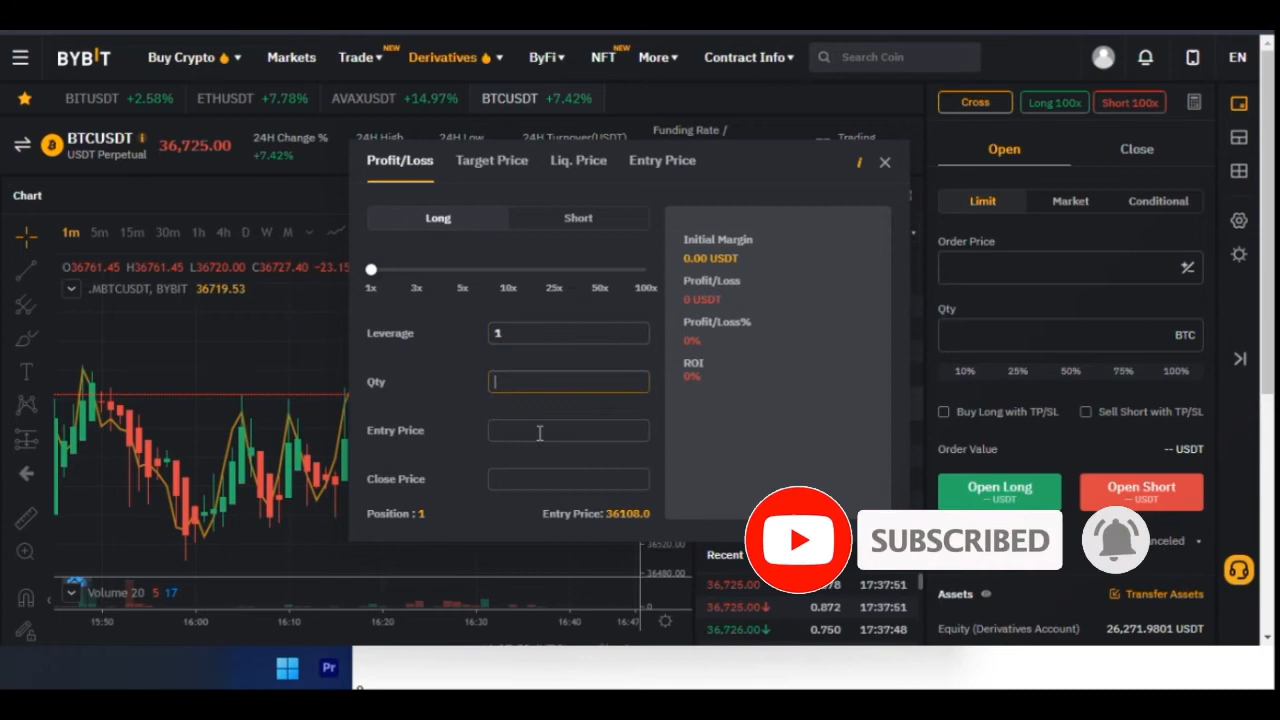 BYBIT Buy Crypto Markets Trade NEW Derivatives ByFi NFT NEW More Contract Info Search Coin EN
BITUSDT +2.58% ETHUSDT +7.78% AVAXUSDT +14.97% BTCUSDT +7.42%
Cross Long 100x Short 100x
BTCUSDT 36,725.00 24H Change % 24H High 24H Low 24H Turnover(USDT) Funding Rate / Trading
USDT Perpetual +7.42%
Chart
1m 5m 15m 30m 1h 4h D W M
O36761.45 H36761.45 L36720.00 C36727.40 -23.15
.MBTCUSDT, BYBIT 36719.53
Profit/Loss Target Price Liq. Price Entry Price
Long Short
1x 3x 5x 10x 25x 50x 100x
Leverage 1
Qty
Entry Price
Close Price
Position : 1 Entry Price: 36108.0
Initial Margin
0.00 USDT
Profit/Loss
0 USDT
Profit/Loss%
0%
ROI
0%
Open Close
Limit Market Conditional
Order Price
Qty
BTC
10% 25% 50% 75% 100%
Buy Long with TP/SL Sell Short with TP/SL
Order Value -- USDT
Open Long
-- USDT
Open Short
-- USDT
SUBSCRIBED
36520.00
36480.00
Volume 20 5 17
0
15:50 16:00 16:10 16:20 16:30 16:40 16:47
Recent
36,725.00 17:37:51
36,725.00 0.872 17:37:51
36,726.00 0.750 17:37:48
Assets Transfer Assets
Equity (Derivatives Account) 26,271.9801 USDT
Pr